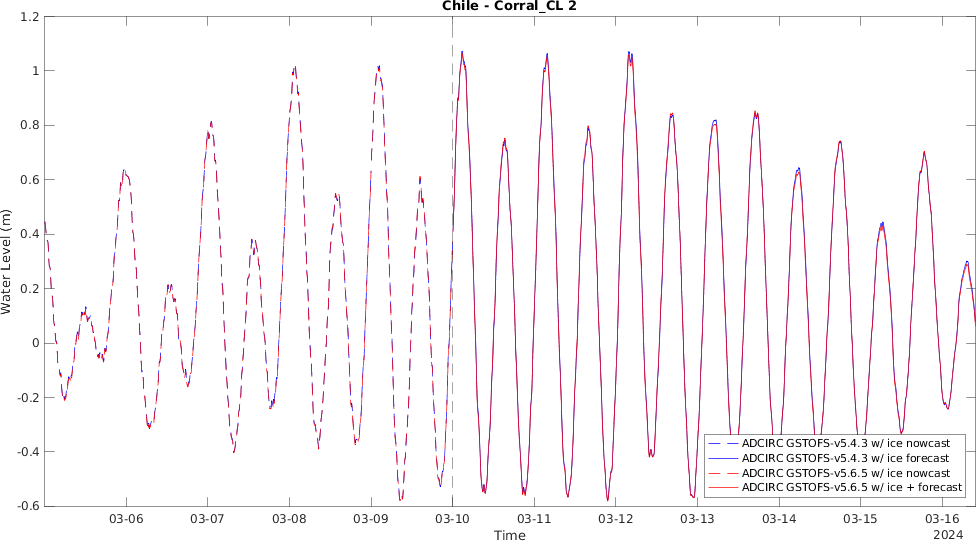 Chile - Corral_CL 2
1.2
1
0.8
0.6
0.4
0.2
0
-0.2
-0.4
-0.6
Water Level (m)
ADCIRC GSTOFS-v5.4.3 w/ ice nowcast
ADCIRC GSTOFS-v5.4.3 w/ ice forecast
ADCIRC GSTOFS-v5.6.5 w/ ice nowcast
ADCIRC GSTOFS-v5.6.5 w/ ice + forecast
03-06 03-07 03-08 03-09 03-10 03-11 03-12 03-13 03-14 03-15 03-16
Time
2024